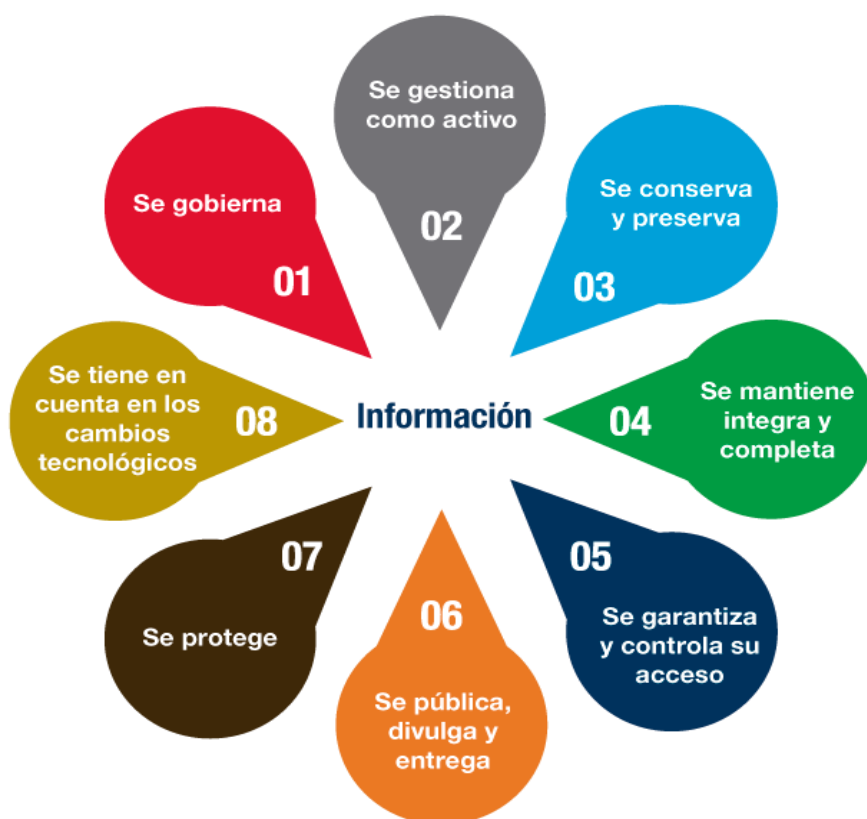 Se gobierna
01
Se gestiona
como activo
02
Se conserva
y preserva
03
Se mantiene
integra y
completa
04
Se garantiza
y controla su
acceso
05
Se pública,
divulga y
entrega
06
Se protege
07
Se tiene en
cuenta en los
cambios
tecnológicos
08
Información